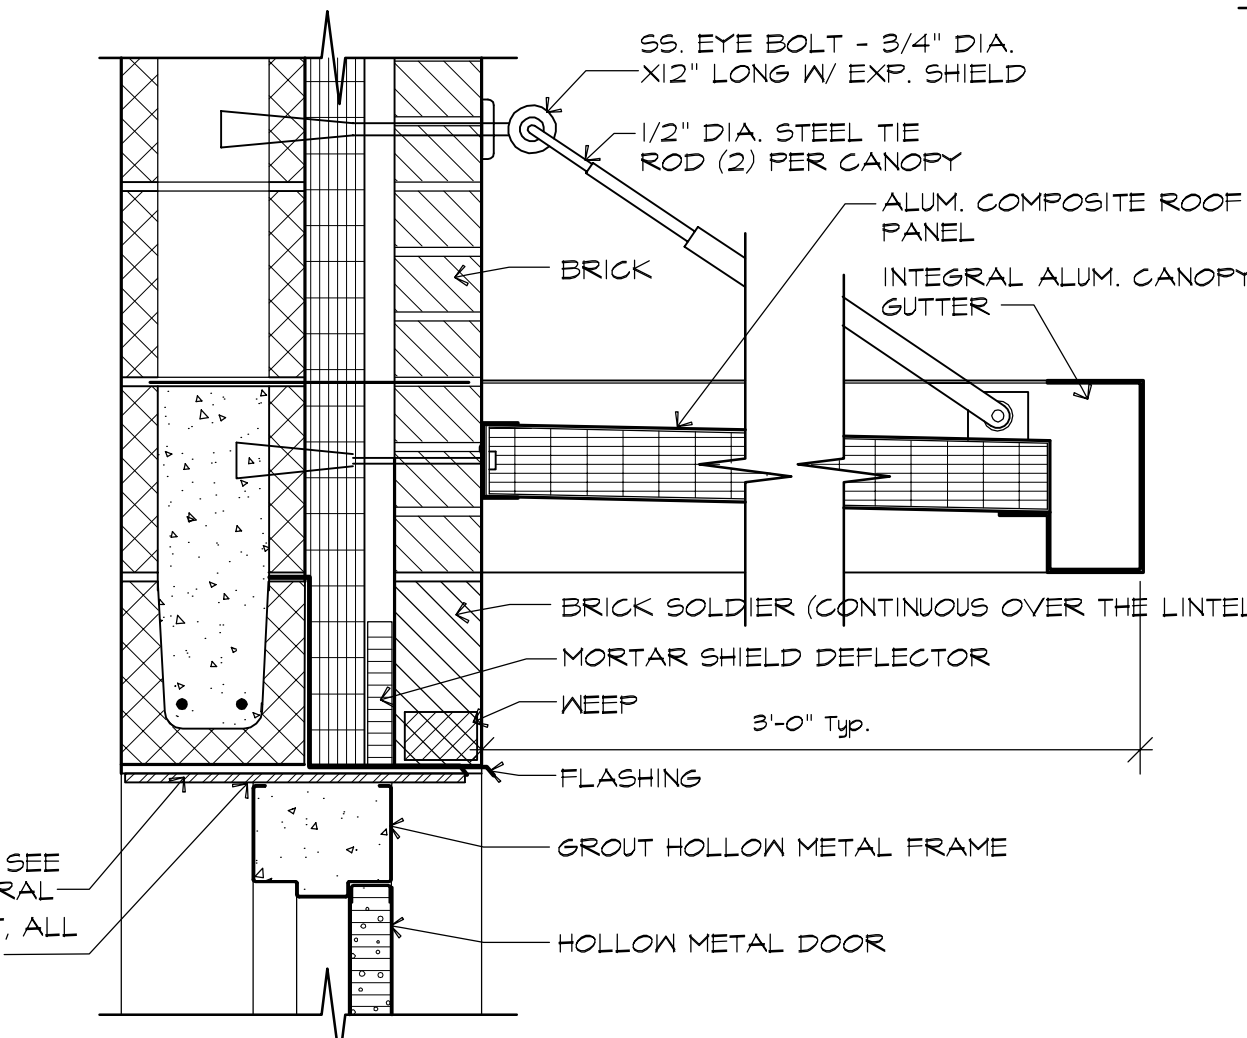 SS. EYE BOLT - 3/4" DIA.
X12" LONG W/ EXP. SHIELD
1/2" DIA. STEEL TIE
ROD (2) PER CANOPY
ALUM. COMPOSITE ROOF
PANEL
BRICK
INTEGRAL ALUM. CANOPY
GUTTER
BRICK SOLDIER (CONTINUOUS OVER THE LINTEL
MORTAR SHIELD DEFLECTOR
WEEP
3'-0" Typ.
FLASHING
GROUT HOLLOW METAL FRAME
SEE
RAL
, ALL
HOLLOW METAL DOOR